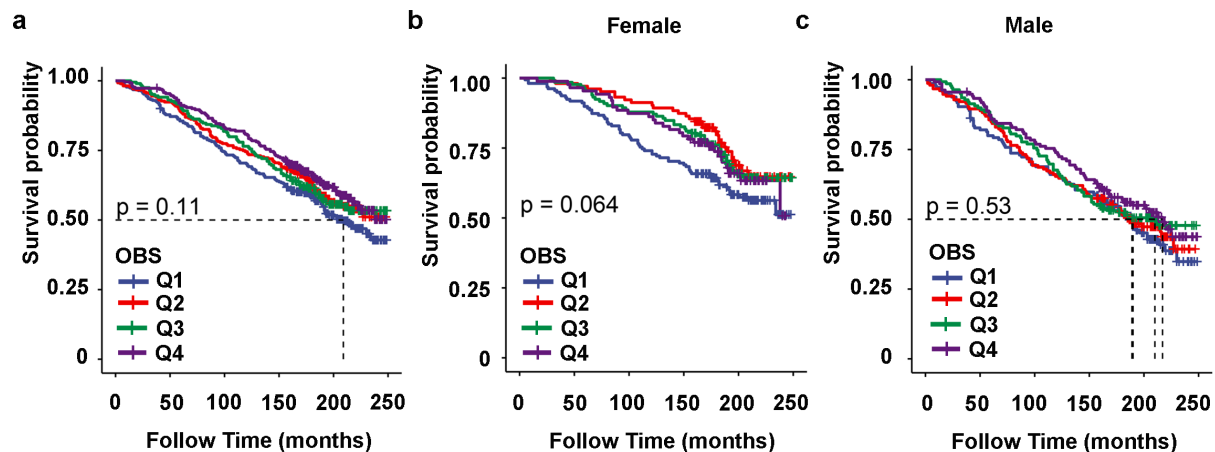 a
Survival probability
1.00
0.75
0.50
0.25
0
p = 0.11
OBS
Q1
Q2
Q3
Q4
0 50 100 150 200 250
Follow Time (months)
b
Female
Survival probability
1.00
0.75
0.50
0.25
0
p = 0.064
OBS
Q1
Q2
Q3
Q4
0 50 100 150 200 250
Follow Time (months)
c
Male
Survival probability
1.00
0.75
0.50
0.25
0
p = 0.53
OBS
Q1
Q2
Q3
Q4
0 50 100 150 200 250
Follow Time (months)